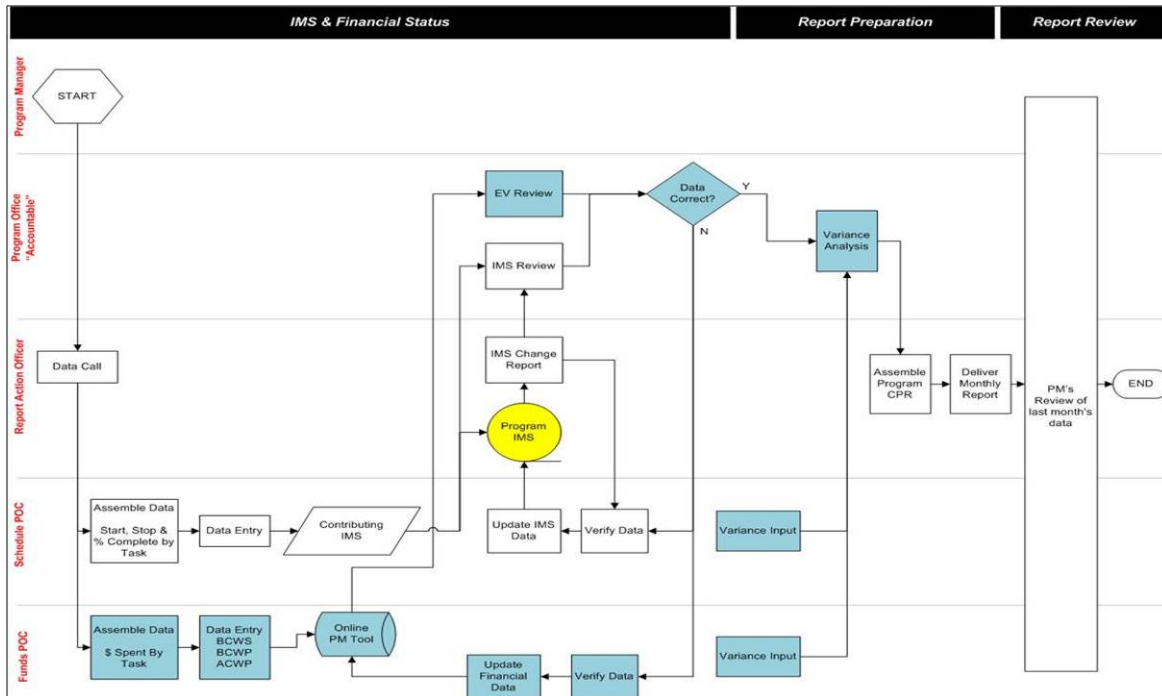 IMS & Financial Status
Report Preparation
Report Review
Program Manager
START
Program Office
"Accountable"
EV Review
Data
Correct?
Y
N
Variance
Analysis
IMS Review
Report Action Officer
Data Call
IMS Change
Report
Program
IMS
Assemble
Program
CPR
Deliver
Monthly
Report
PM's
Review of
last month's
data
END
Schedule POC
Assemble Data
Start, Stop &
% Complete by
Task
Data Entry
Contributing
IMS
Update IMS
Data
Verify Data
Variance Input
Funds POC
Assemble Data
$ Spent By
Task
Data Entry
BCWS
BCWP
ACWP
Online
PM Tool
Update
Financial
Data
Verify Data
Variance Input